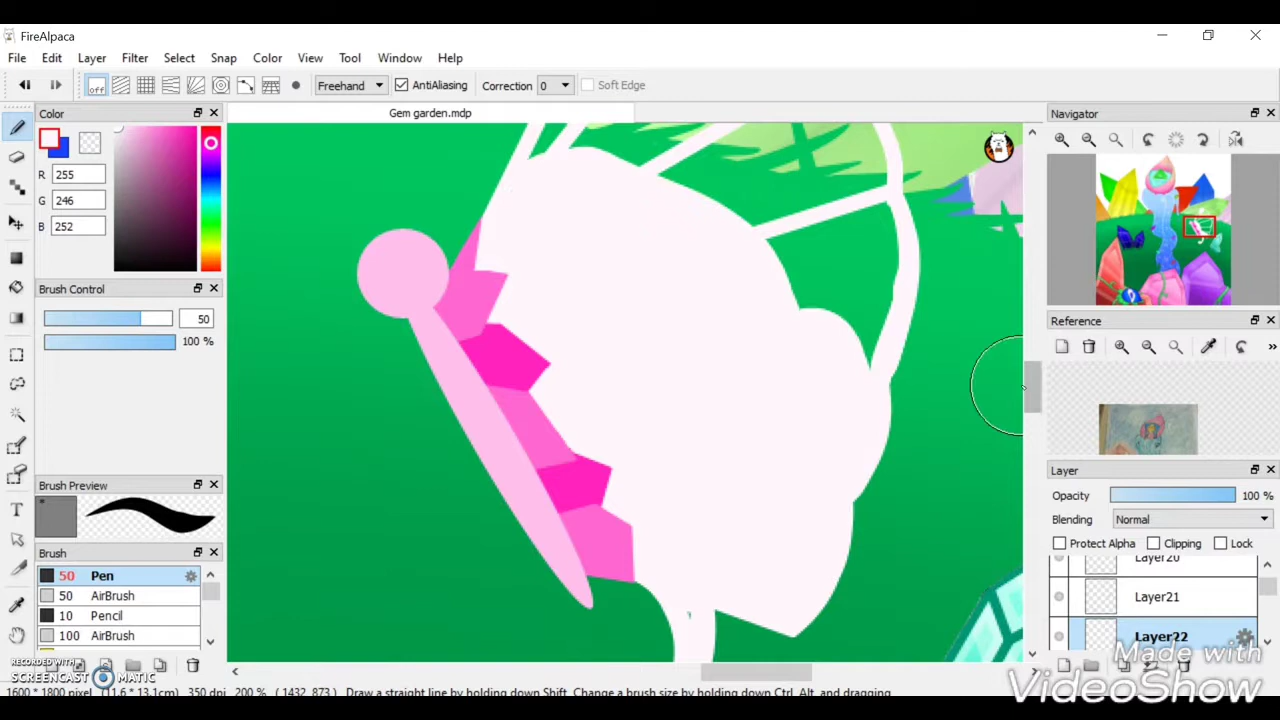 FireAlpaca
File Edit Layer Filter Select Snap Color View Tool Window Help
off Freehand AntiAliasing Correction 0 Soft Edge
Color
Gem garden.mdp
Navigator
R 255
G 246
B 252
Brush Control
50
100 %
Reference
Layer
Opacity 100 %
Blending Normal
Protect Alpha Clipping Lock
Layer20
Layer21
Layer22
Brush Preview
Brush
50 Pen
50 AirBrush
10 Pencil
100 AirBrush
RECORDED WITH
SCREENCAST MATIC
Made with
VideoShow
1600 * 1800 pixel (11.6 * 13.1cm) 350 dpi 200 % ( 1432, 873 ) Draw a straight line by holding down Shift, Change a brush size by holding down Ctrl, Alt, and dragging